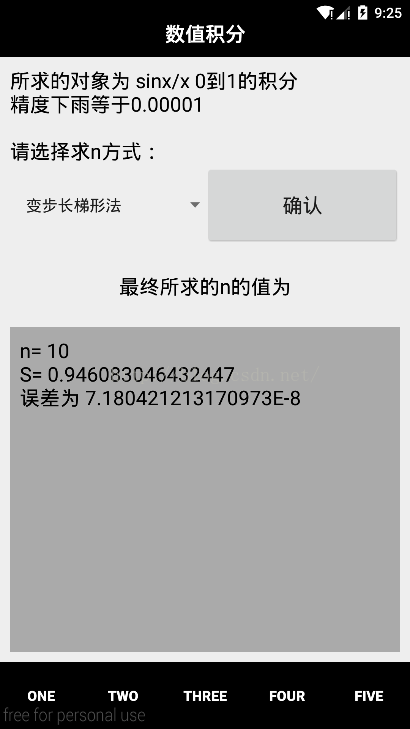 9:25
数值积分
所求的对象为 sinx/x 0到1的积分
精度下雨等于0.00001
请选择求n方式：
变步长梯形法
确认
最终所求的n的值为
n= 10
S= 0.946083046432447
误差为 7.180421213170973E-8
ONE TWO THREE FOUR FIVE
free for personal use